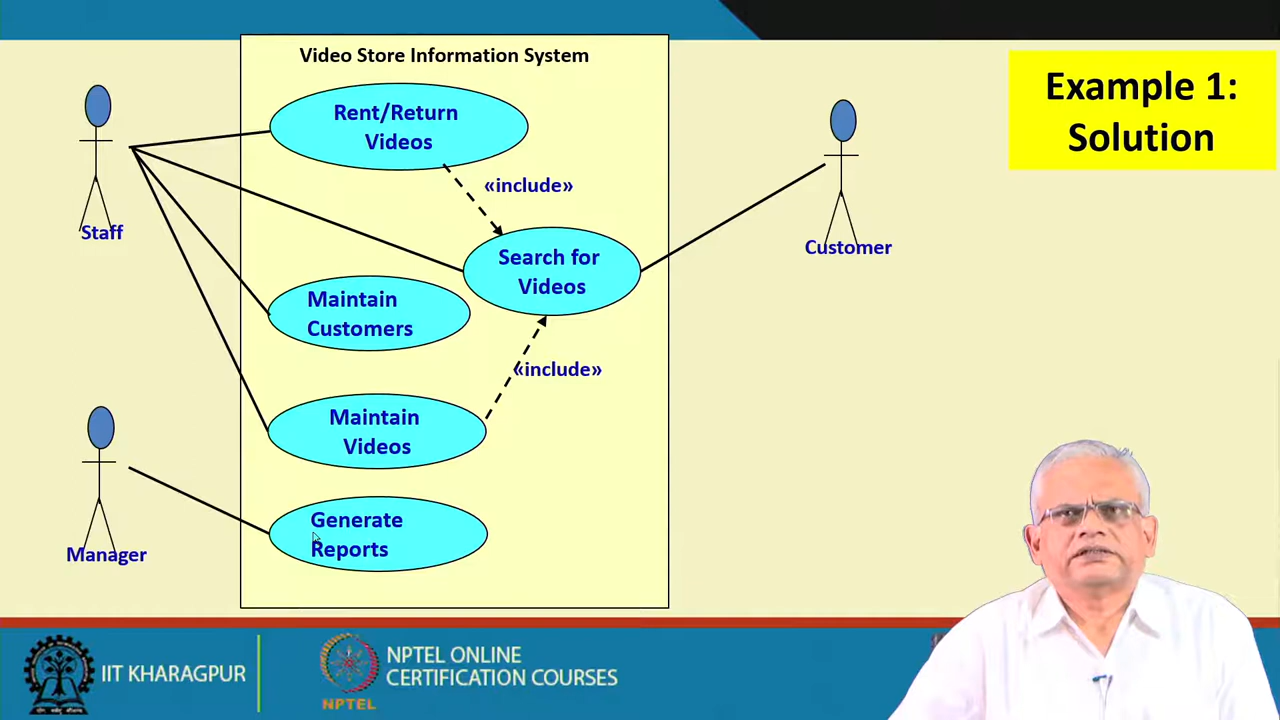 Video Store Information System
Example 1:
Solution
Rent/Return
Videos
«include»
Staff
Customer
Search for
Videos
Maintain
Customers
«include»
Maintain
Videos
Manager
Generate
Reports
IIT KHARAGPUR
NPTEL
NPTEL ONLINE
CERTIFICATION COURSES